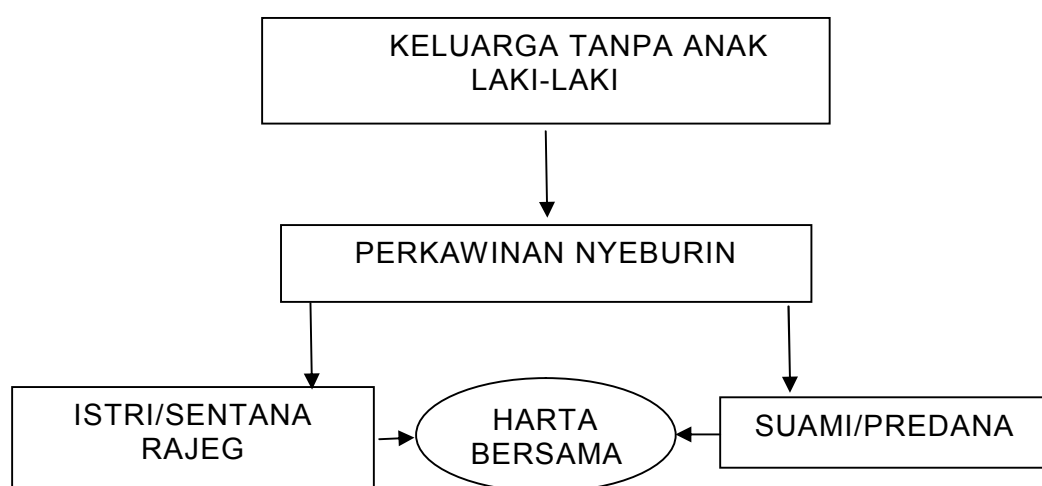 KELUARGA TANPA ANAK
LAKI-LAKI
PERKAWINAN NYEBURIN
ISTRI/SENTANA
RAJEG
HARTA
BERSAMA
SUAMI/PREDANA